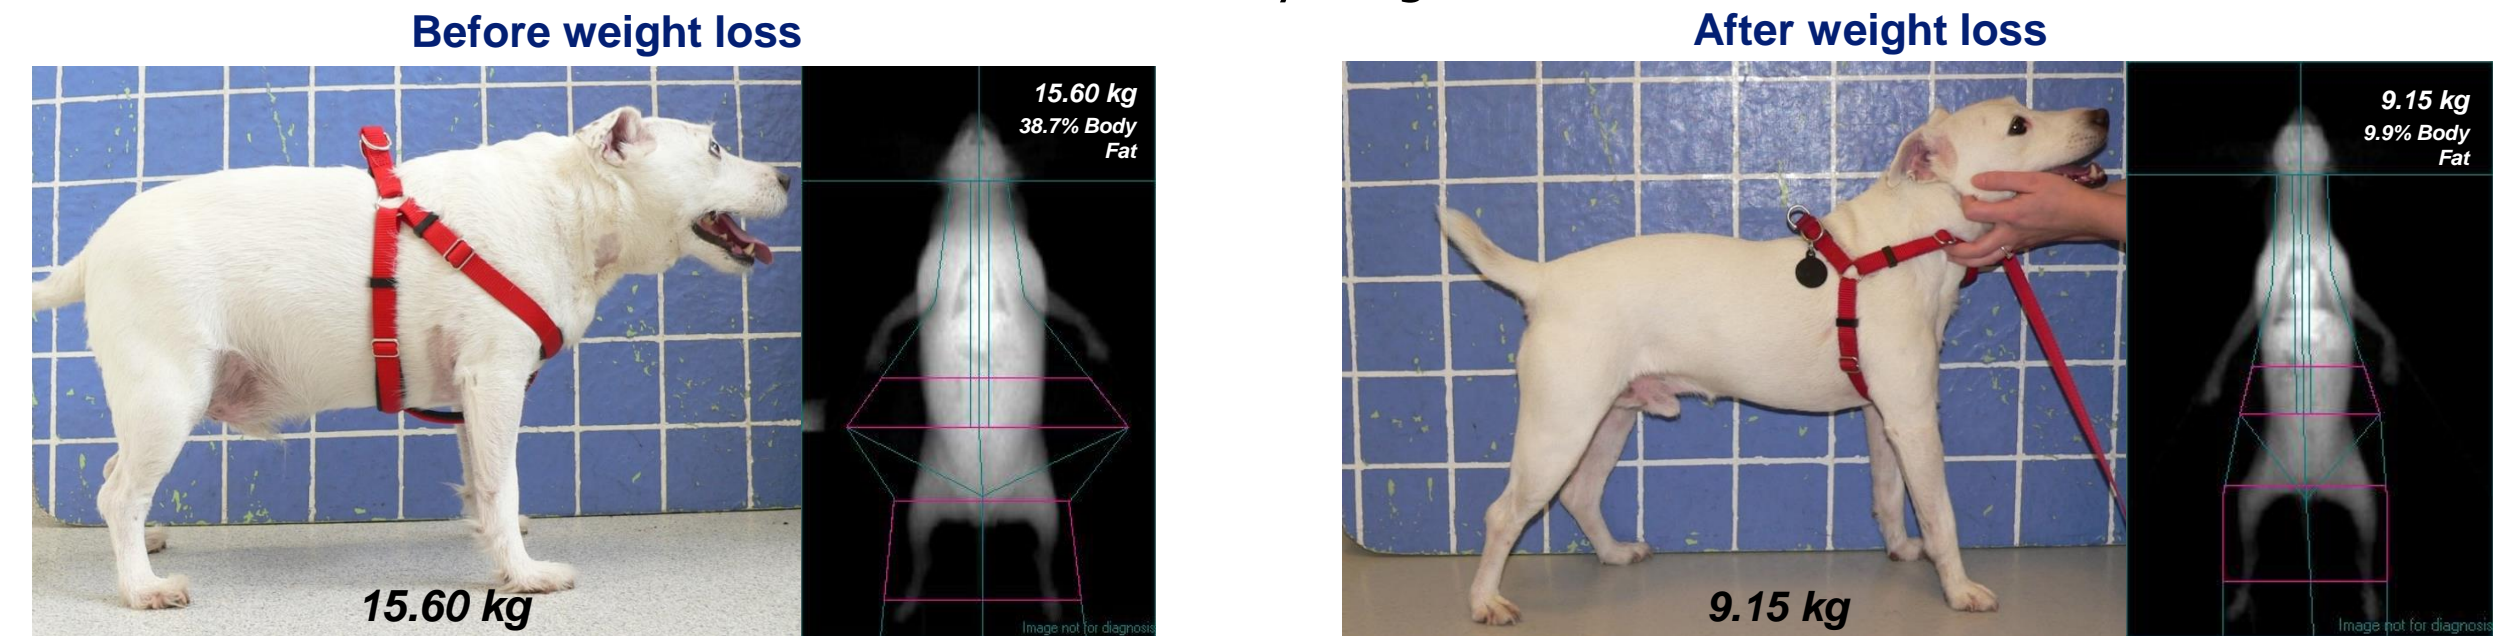 Before weight loss
After weight loss
15.60 kg
38.7% Body
Fat
15.60 kg
Image not for diagnosis
9.15 kg
9.9% Body
Fat
9.15 kg
Image not for diagnosis